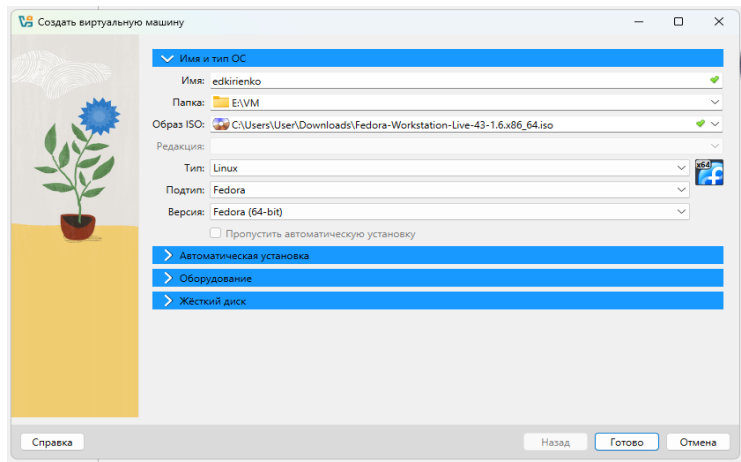 Создать виртуальную машину
Имя и тип ОС
Имя: edkirienko
Папка: E:\VM
Образ ISO: C:\Users\User\Downloads\Fedora-Workstation-Live-43-1.6.x86_64.iso
Редакция:
Тип: Linux
x64
Подтип: Fedora
Версия: Fedora (64-bit)
Пропустить автоматическую установку
Автоматическая установка
Оборудование
Жёсткий диск
Справка Назад Готово Отмена